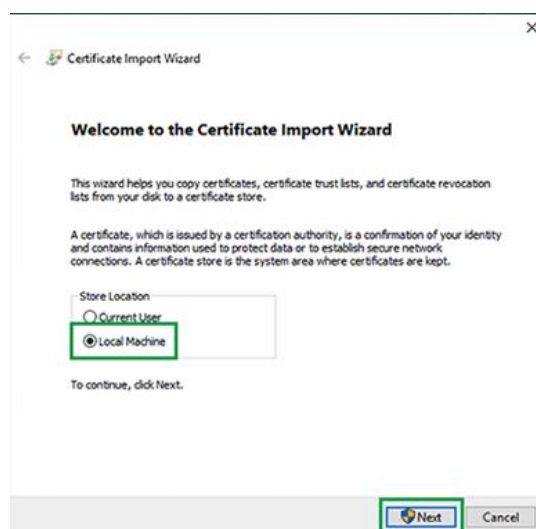 Certificate Import Wizard
Welcome to the Certificate Import Wizard
This wizard helps you copy certificates, certificate trust lists, and certificate revocation
lists from your disk to a certificate store.
A certificate, which is issued by a certification authority, is a confirmation of your identity
and contains information used to protect data or to establish secure network
connections. A certificate store is the system area where certificates are kept.
Store Location
Current User
Local Machine
To continue, click Next.
Next Cancel